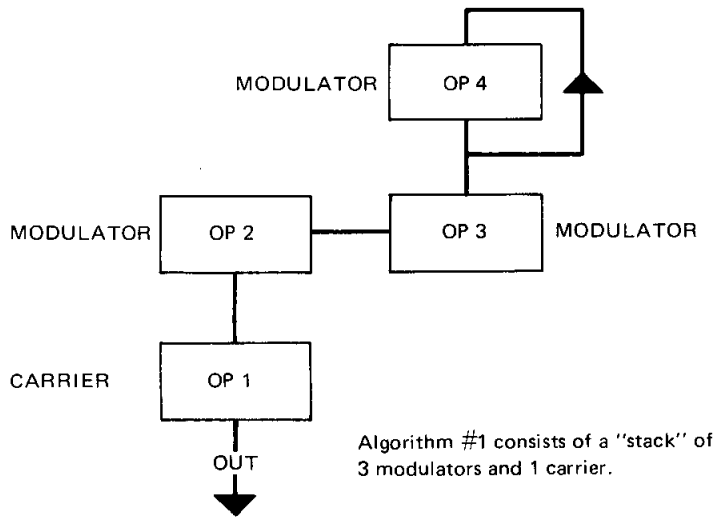 MODULATOR OP 4
MODULATOR OP 2 OP 3 MODULATOR
CARRIER OP 1
OUT
Algorithm #1 consists of a "stack" of
3 modulators and 1 carrier.